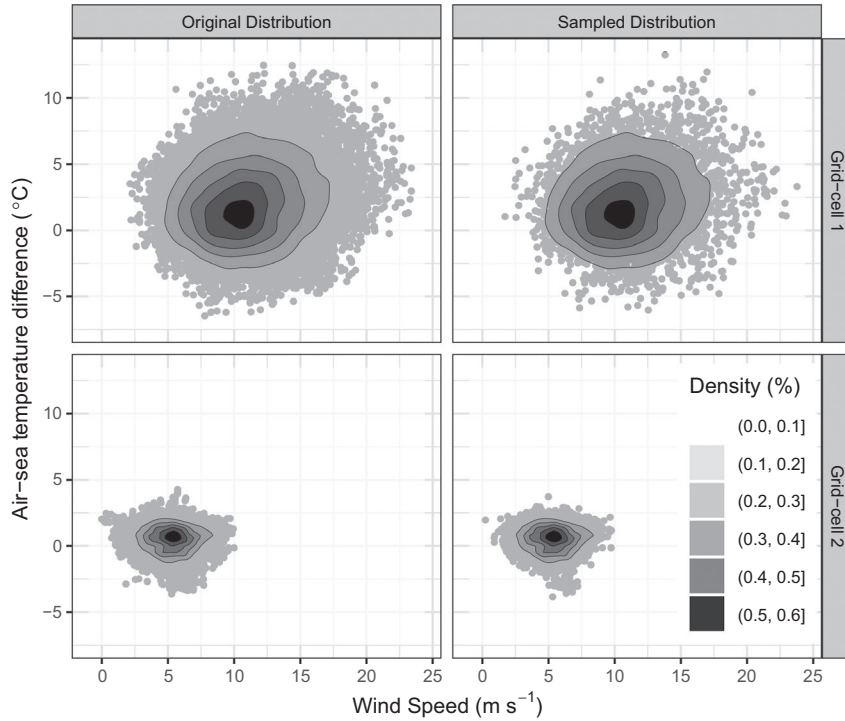 Original Distribution
Sampled Distribution
Air−sea temperature difference (°C)
10
5
0
−5
Grid−cell 1
10
5
0
−5
Grid−cell 2
Density (%)
(0.0, 0.1]
(0.1, 0.2]
(0.2, 0.3]
(0.3, 0.4]
(0.4, 0.5]
(0.5, 0.6]
0 5 10 15 20 25
0 5 10 15 20 25
Wind Speed (m s⁻¹)